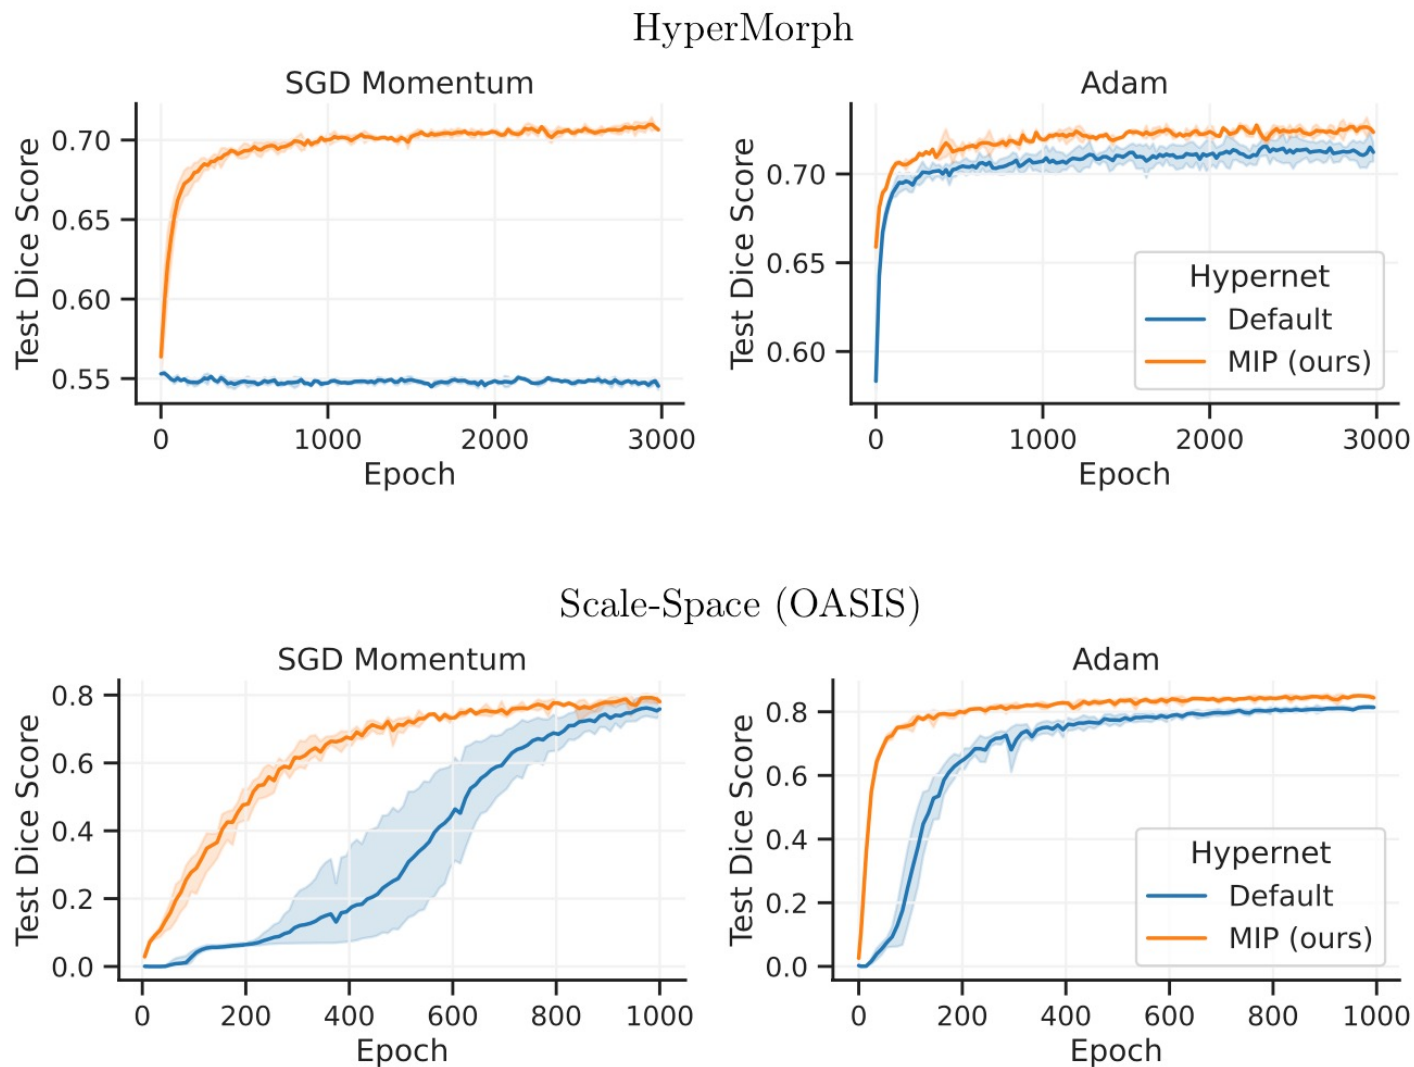 HyperMorph
SGD Momentum
Test Dice Score
0.70
0.65
0.60
0.55
0 1000 2000 3000
Epoch
Adam
Test Dice Score
0.70
0.65
0.60
Hypernet
Default
MIP (ours)
0 1000 2000 3000
Epoch
Scale-Space (OASIS)
SGD Momentum
Test Dice Score
0.8
0.6
0.4
0.2
0.0
0 200 400 600 800 1000
Epoch
Adam
Test Dice Score
0.8
0.6
0.4
0.2
0.0
Hypernet
Default
MIP (ours)
0 200 400 600 800 1000
Epoch